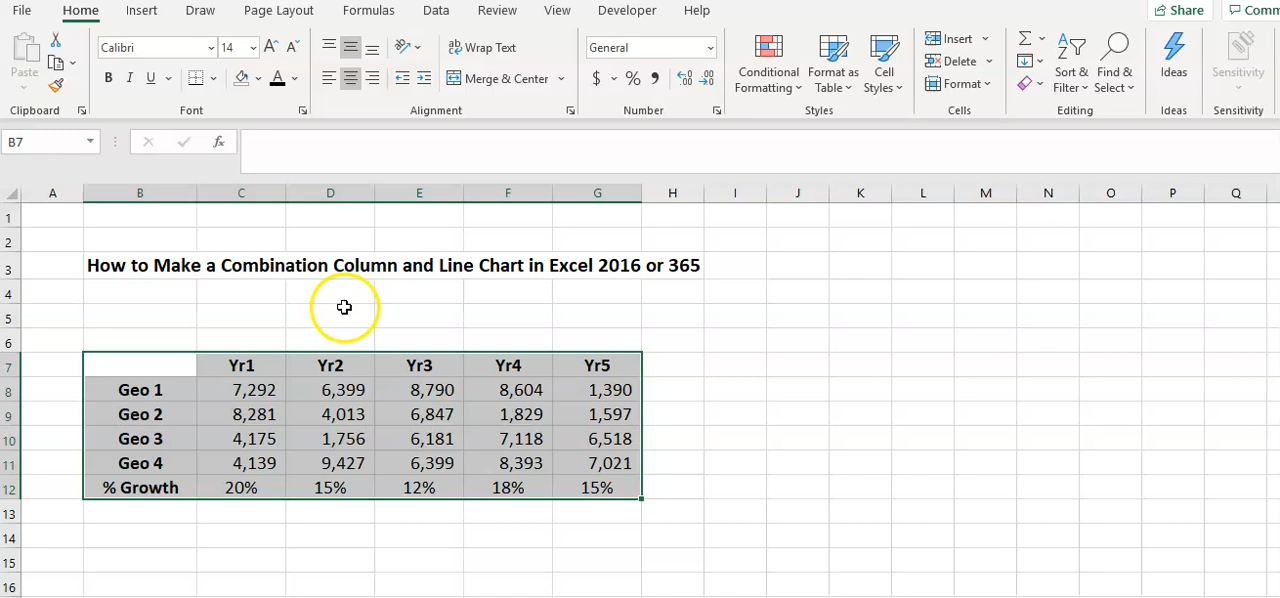 File Home Insert Draw Page Layout Formulas Data Review View Developer Help Share Comm
Paste Calibri 14 A A Wrap Text General Conditional Formatting Format as Table Cell Styles Insert Delete Format Sort & Filter Find & Select Ideas Sensitivity
B I U A Merge & Center $ % ,
Clipboard Font Alignment Number Styles Cells Editing Ideas Sensitivity
B7 fx
A B C D E F G H I J K L M N O P Q
1
2
3 How to Make a Combination Column and Line Chart in Excel 2016 or 365
4
5
6
7 Yr1 Yr2 Yr3 Yr4 Yr5
8 Geo 1 7,292 6,399 8,790 8,604 1,390
9 Geo 2 8,281 4,013 6,847 1,829 1,597
10 Geo 3 4,175 1,756 6,181 7,118 6,518
11 Geo 4 4,139 9,427 6,399 8,393 7,021
12 % Growth 20% 15% 12% 18% 15%
13
14
15
16